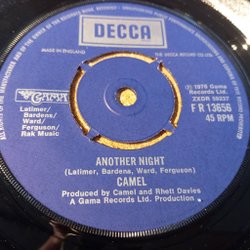 DECCA
MADE IN ENGLAND
THE DECCA RECORD CO LTD.
GAMA
Latimer/
Bardens/
Ward/
Ferguson/
Rak Music
℗ 1976 Gama
Records Ltd.
F R 13656
45 RPM
ANOTHER NIGHT
(Latimer, Bardens, Ward, Ferguson)
CAMEL
Produced by Camel and Rhett Davies
A Gama Records Ltd. Production